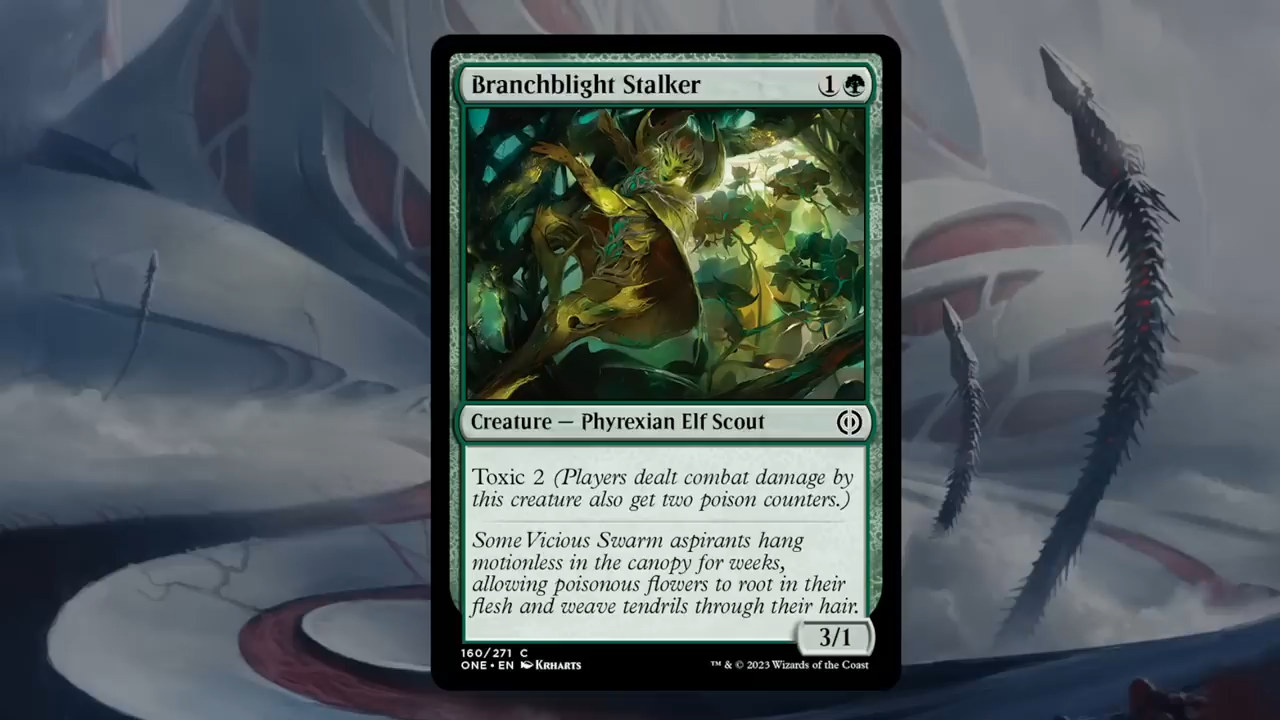 Branchblight Stalker 1
Creature — Phyrexian Elf Scout
Toxic 2 (Players dealt combat damage by
this creature also get two poison counters.)
Some Vicious Swarm aspirants hang
motionless in the canopy for weeks,
allowing poisonous flowers to root in their
flesh and weave tendrils through their hair.
3/1
160/271 C
ONE • EN KRHARTS
™ & © 2023 Wizards of the Coast